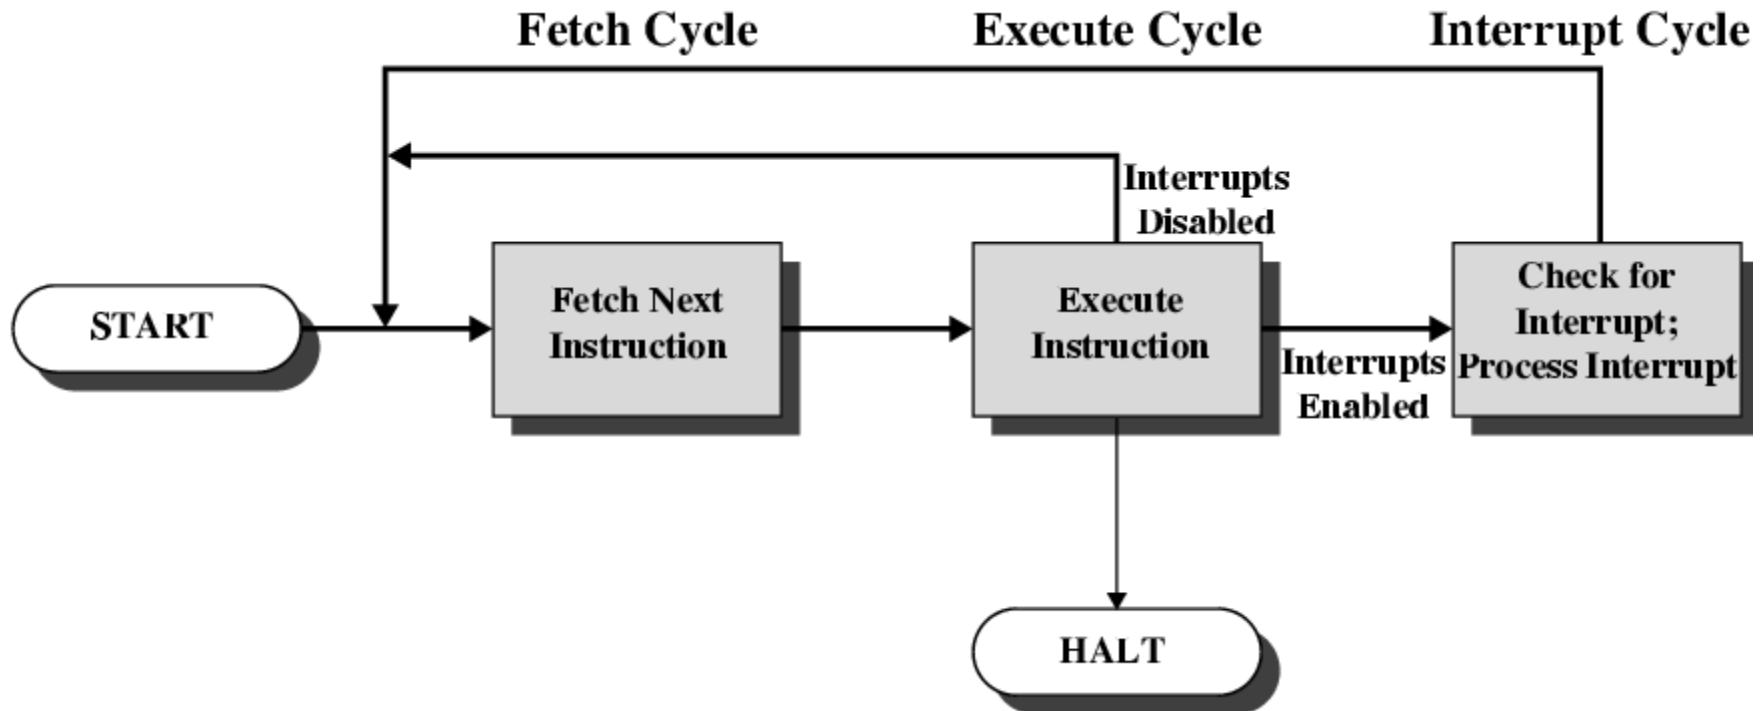 Fetch Cycle
Execute Cycle
Interrupt Cycle
Interrupts
Disabled
START
Fetch Next
Instruction
Execute
Instruction
Interrupts
Enabled
Check for
Interrupt;
Process Interrupt
HALT